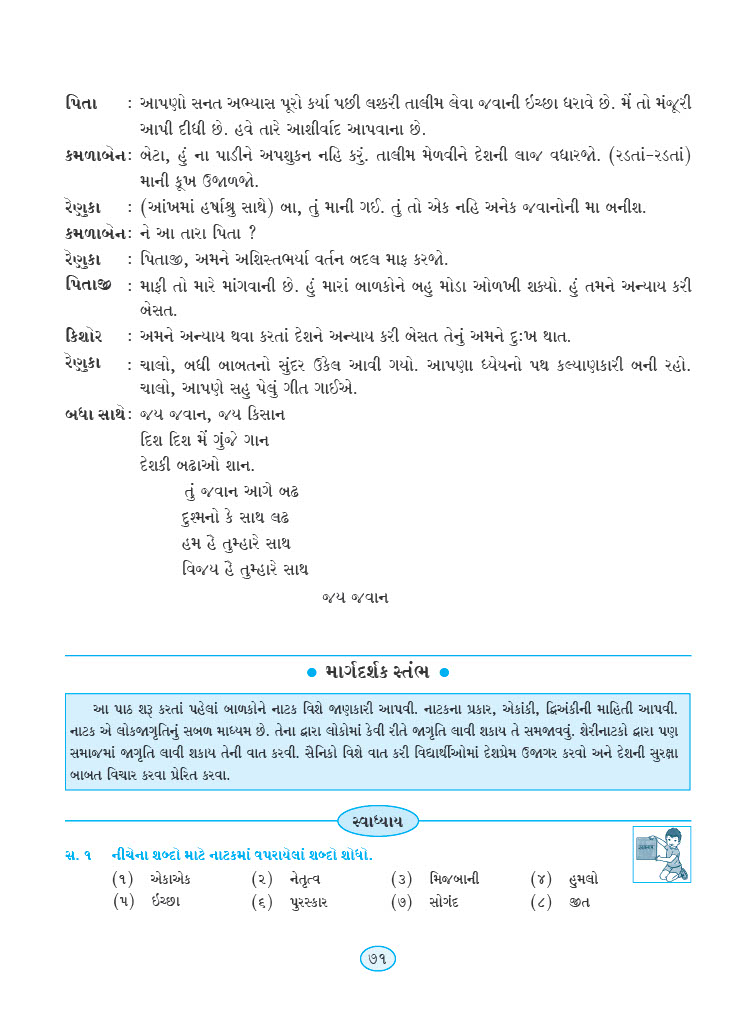 પિતા : આપણો સનત અભ્યાસ પૂરો કર્યા પછી લશ્કરી તાલીમ લેવા જવાની ઇચ્છા ધરાવે છે. મેં તો મંજૂરી
આપી દીધી છે. હવે તારે આશીર્વાદ આપવાના છે.
કમળાબેન : બેટા, હું ના પાડીને અપશુકન નહિ કરું. તાલીમ મેળવીને દેશની લાજ વધારજો. (રડતાં-રડતાં)
માની કૂખ ઉજાળજો.
રેણુકા : (આંખમાં હર્ષાશ્રુ સાથે) બા, તું માની ગઈ. તું તો એક નહિ અનેક જવાનોની મા બનીશ.
કમળાબેન : ને આ તારા પિતા ?
રેણુકા : પિતાજી, અમને અશિસ્તભર્યા વર્તન બદલ માફ કરજો.
પિતાજી : માફી તો મારે માંગવાની છે. હું મારાં બાળકોને બહુ મોડા ઓળખી શક્યો. હું તમને અન્યાય કરી
બેસત.
કિશોર : અમને અન્યાય થવા કરતાં દેશને અન્યાય કરી બેસત તેનું અમને દુઃખ થાત.
રેણુકા : ચાલો, બધી બાબતનો સુંદર ઉકેલ આવી ગયો. આપણા ધ્યેયનો પથ કલ્યાણકારી બની રહો.
ચાલો, આપણે સહુ પેલું ગીત ગાઈએ.
બધા સાથે : જય જવાન, જય કિસાન
દિશ દિશ મેં ગુંજે ગાન
દેશકી બઢાઓ શાન.
તું જવાન આગે બઢ
દુશ્મનો કે સાથ લઢ
હમ હૈ તુમ્હારે સાથ
વિજય હૈ તુમ્હારે સાથ
જય જવાન
• માર્ગદર્શક સ્તંભ •
આ પાઠ શરૂ કરતાં પહેલાં બાળકોને નાટક વિશે જાણકારી આપવી. નાટકના પ્રકાર, એકાંકી, દ્વિઅંકીની માહિતી આપવી.
નાટક એ લોકજાગૃતિનું સબળ માધ્યમ છે. તેના દ્વારા લોકોમાં કેવી રીતે જાગૃતિ લાવી શકાય તે સમજાવવું. શેરીનાટકો દ્વારા પણ
સમાજમાં જાગૃતિ લાવી શકાય તેની વાત કરવી. સૈનિકો વિશે વાત કરી વિદ્યાર્થીઓમાં દેશપ્રેમ ઉજાગર કરવો અને દેશની સુરક્ષા
બાબત વિચાર કરવા પ્રેરિત કરવા.
સ્વાધ્યાય
સ. ૧ નીચેના શબ્દો માટે નાટકમાં વપરાયેલાં શબ્દો શોધો.
(૧) એકાએક (૨) નેતૃત્વ (૩) મિજબાની (૪) હુમલો
(૫) ઇચ્છા (૬) પુરસ્કાર (૭) સોગંદ (૮) જીત
૭૧